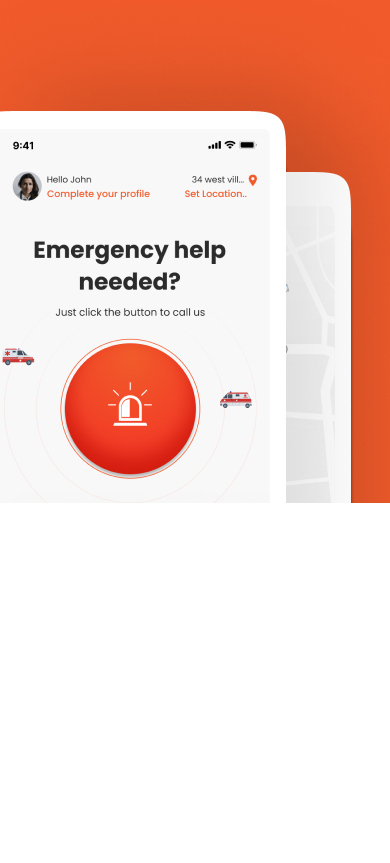 9:41
Hello John
Complete your profile
34 west vill...
Set Location..
Emergency help
needed?
Just click the button to call us